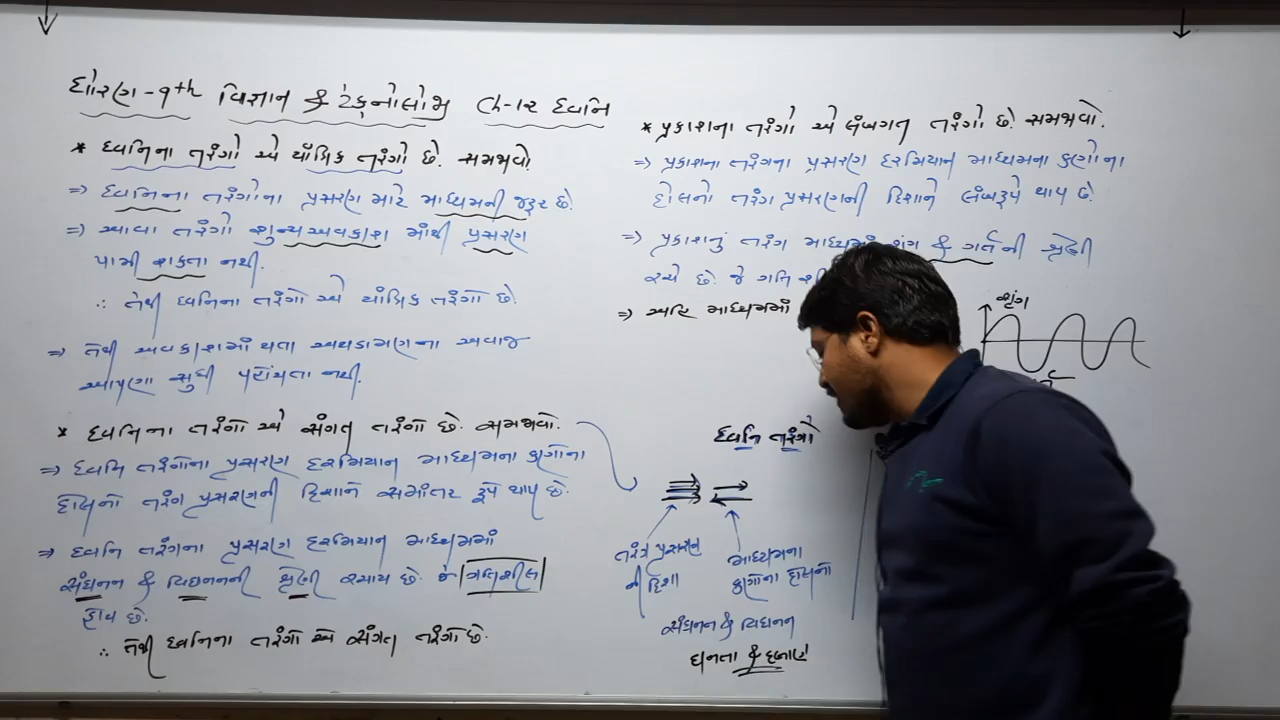 ધોરણ-9th વિજ્ઞાન & ટેકનોલોજી Ch-12 ધ્વનિ
* ધ્વનિના તરંગો એ યાંત્રિક તરંગો છે. સમજાવો
⇒ ધ્વનિના તરંગોના પ્રસરણ માટે માધ્યમની જરૂર છે.
⇒ આવા તરંગો શુન્યઅવકાશ માંથી પ્રસરણ
પામી શકતા નથી.
∴ તેથી ધ્વનિના તરંગો એ યાંત્રિક તરંગો છે.
⇒ તેથી અવકાશમાં થતા અથડામણના અવાજ
આપણા સુધી પહોંચતા નથી.
* ધ્વનિના તરંગો એ સંગત તરંગો છે. સમજાવો.
⇒ ધ્વનિ તરંગોના પ્રસરણ દરમિયાન માધ્યમના કણોના
દોલનો તરંગ પ્રસરણની દિશાને સમાંતર રૂપે થાય છે.
⇒ ધ્વનિ તરંગના પ્રસરણ દરમિયાન માધ્યમમાં
સંઘનન & વિઘનનની શ્રેણી રચાય છે. જે ગતિશીલ
હોય છે.
∴ તેથી ધ્વનિના તરંગો એ સંગત તરંગો છે.
* પ્રકાશના તરંગો એ લંબગત તરંગો છે. સમજાવો.
⇒ પ્રકાશના તરંગના પ્રસરણ દરમિયાન માધ્યમના કણોના
દોલનો તરંગ પ્રસરણની દિશાને લંબરૂપે થાય છે.
⇒ પ્રકાશનું તરંગ માધ્યમમાં શૃંગ & ગર્તની શ્રેણી
રચે છે. જે ગતિ
⇒ માધ્યમમાં
શૃંગ
ધ્વનિ તરંગો
તરંગ પ્રસરણ
ની દિશા
માધ્યમના
કણોના દોલનો
સંઘનન & વિઘનન
ઘનતા & દબાણ